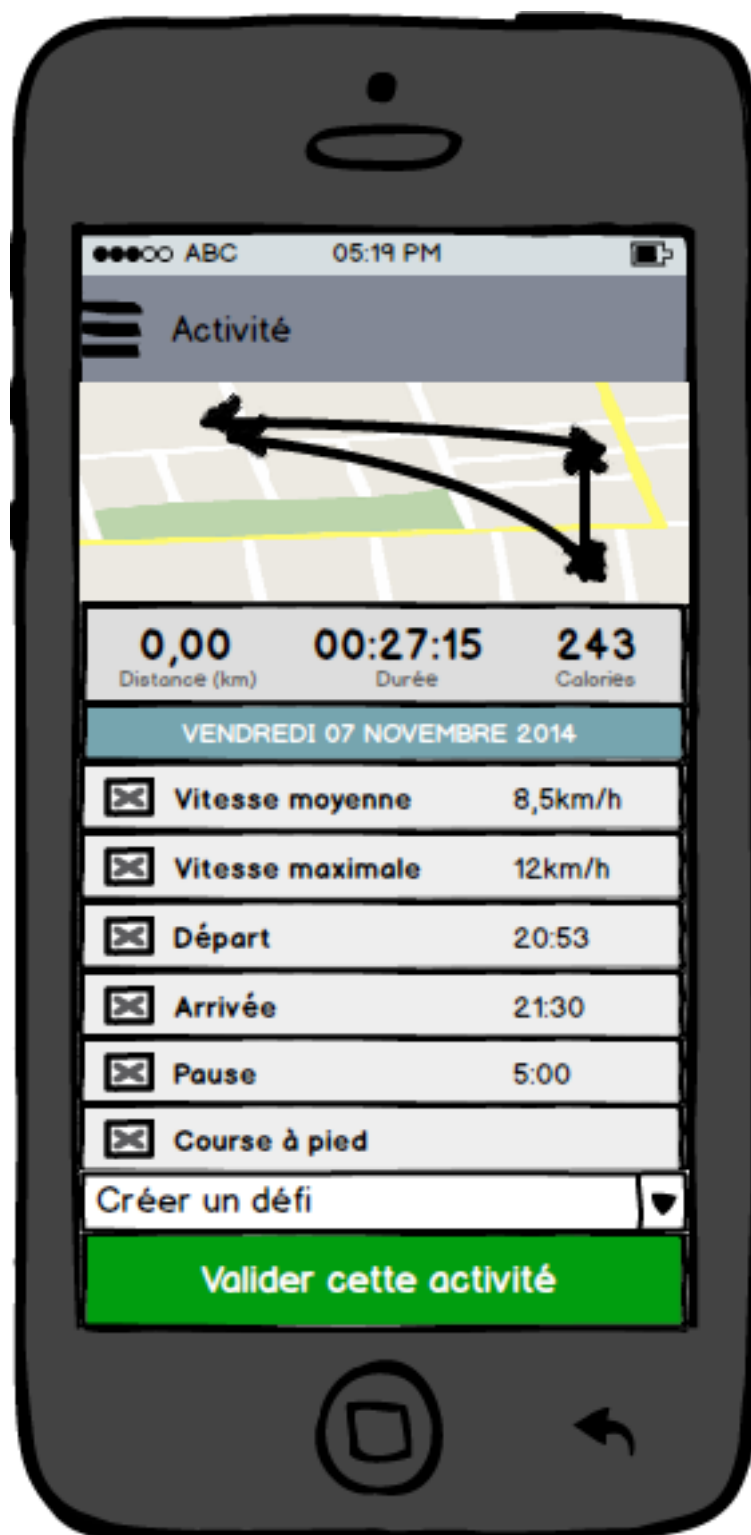 ABC 05:19 PM
Activité
0,00 00:27:15 243
Distance (km) Durée Calories
VENDREDI 07 NOVEMBRE 2014
Vitesse moyenne 8,5km/h
Vitesse maximale 12km/h
Départ 20:53
Arrivée 21:30
Pause 5:00
Course à pied
Créer un défi
Valider cette activité